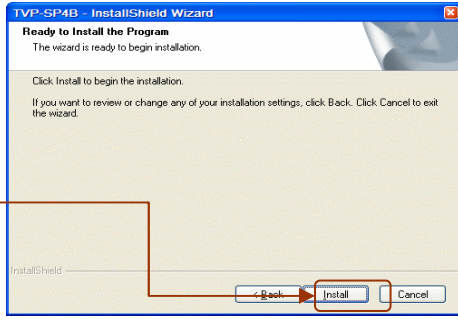 TVP-SP4B - InstallShield Wizard
Ready to Install the Program
The wizard is ready to begin installation.
Click Install to begin the installation.
If you want to review or change any of your installation settings, click Back. Click Cancel to exit
the wizard.
InstallShield
< Back Install Cancel